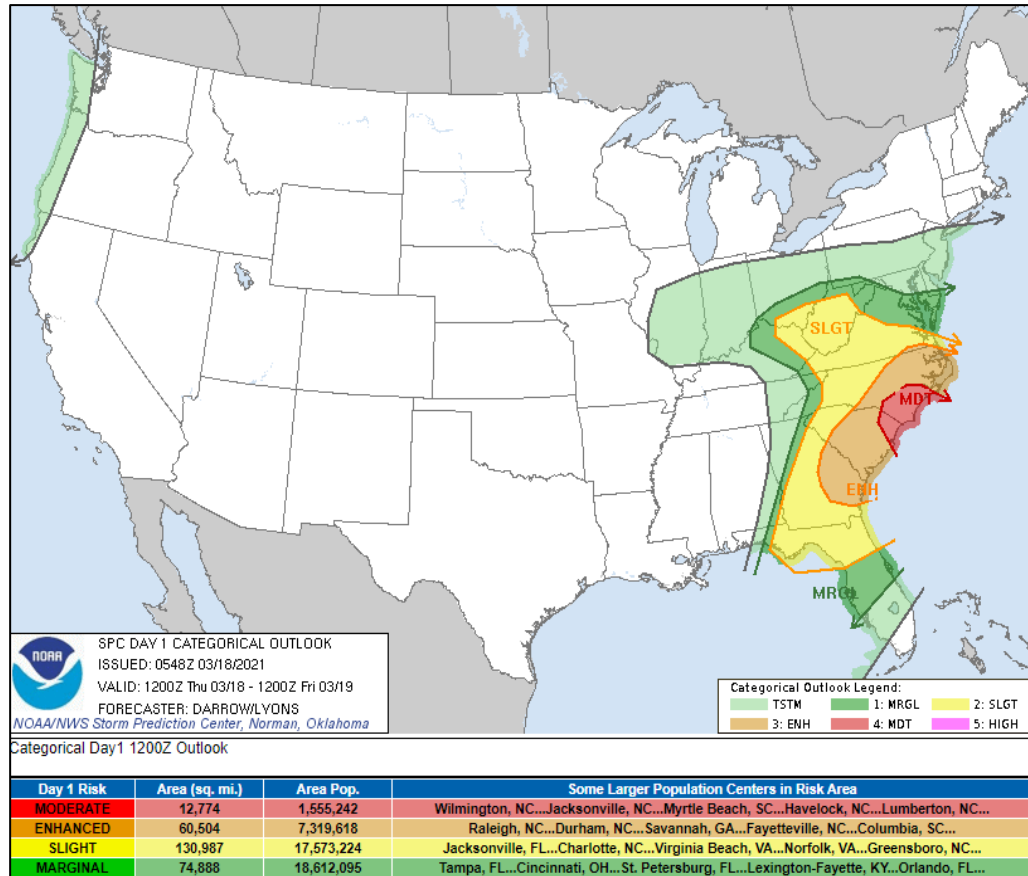 SLGT
MDT
ENH
MRGL
NOAA
SPC DAY 1 CATEGORICAL OUTLOOK
ISSUED: 0548Z 03/18/2021
VALID: 1200Z Thu 03/18 - 1200Z Fri 03/19
FORECASTER: DARROW/LYONS
NOAA/NWS Storm Prediction Center, Norman, Oklahoma
Categorical Outlook Legend:
TSTM 1: MRGL 2: SLGT
3: ENH 4: MDT 5: HIGH
Categorical Day1 1200Z Outlook
Day 1 Risk Area (sq. mi.) Area Pop. Some Larger Population Centers in Risk Area
MODERATE 12,774 1,555,242 Wilmington, NC...Jacksonville, NC...Myrtle Beach, SC...Havelock, NC...Lumberton, NC...
ENHANCED 60,504 7,319,618 Raleigh, NC...Durham, NC...Savannah, GA...Fayetteville, NC...Columbia, SC...
SLIGHT 130,987 17,573,224 Jacksonville, FL...Charlotte, NC...Virginia Beach, VA...Norfolk, VA...Greensboro, NC...
MARGINAL 74,888 18,612,095 Tampa, FL...Cincinnati, OH...St. Petersburg, FL...Lexington-Fayette, KY...Orlando, FL...